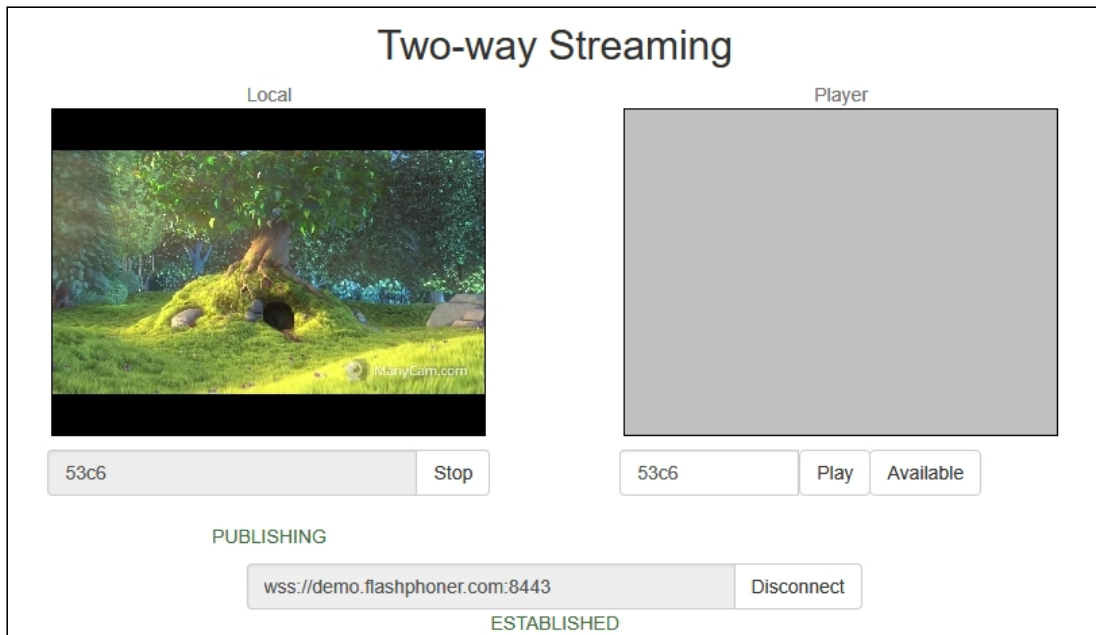 Two-way Streaming
Local
Player
ManyCam.com
53c6 Stop
53c6 Play Available
PUBLISHING
wss://demo.flashphoner.com:8443 Disconnect
ESTABLISHED